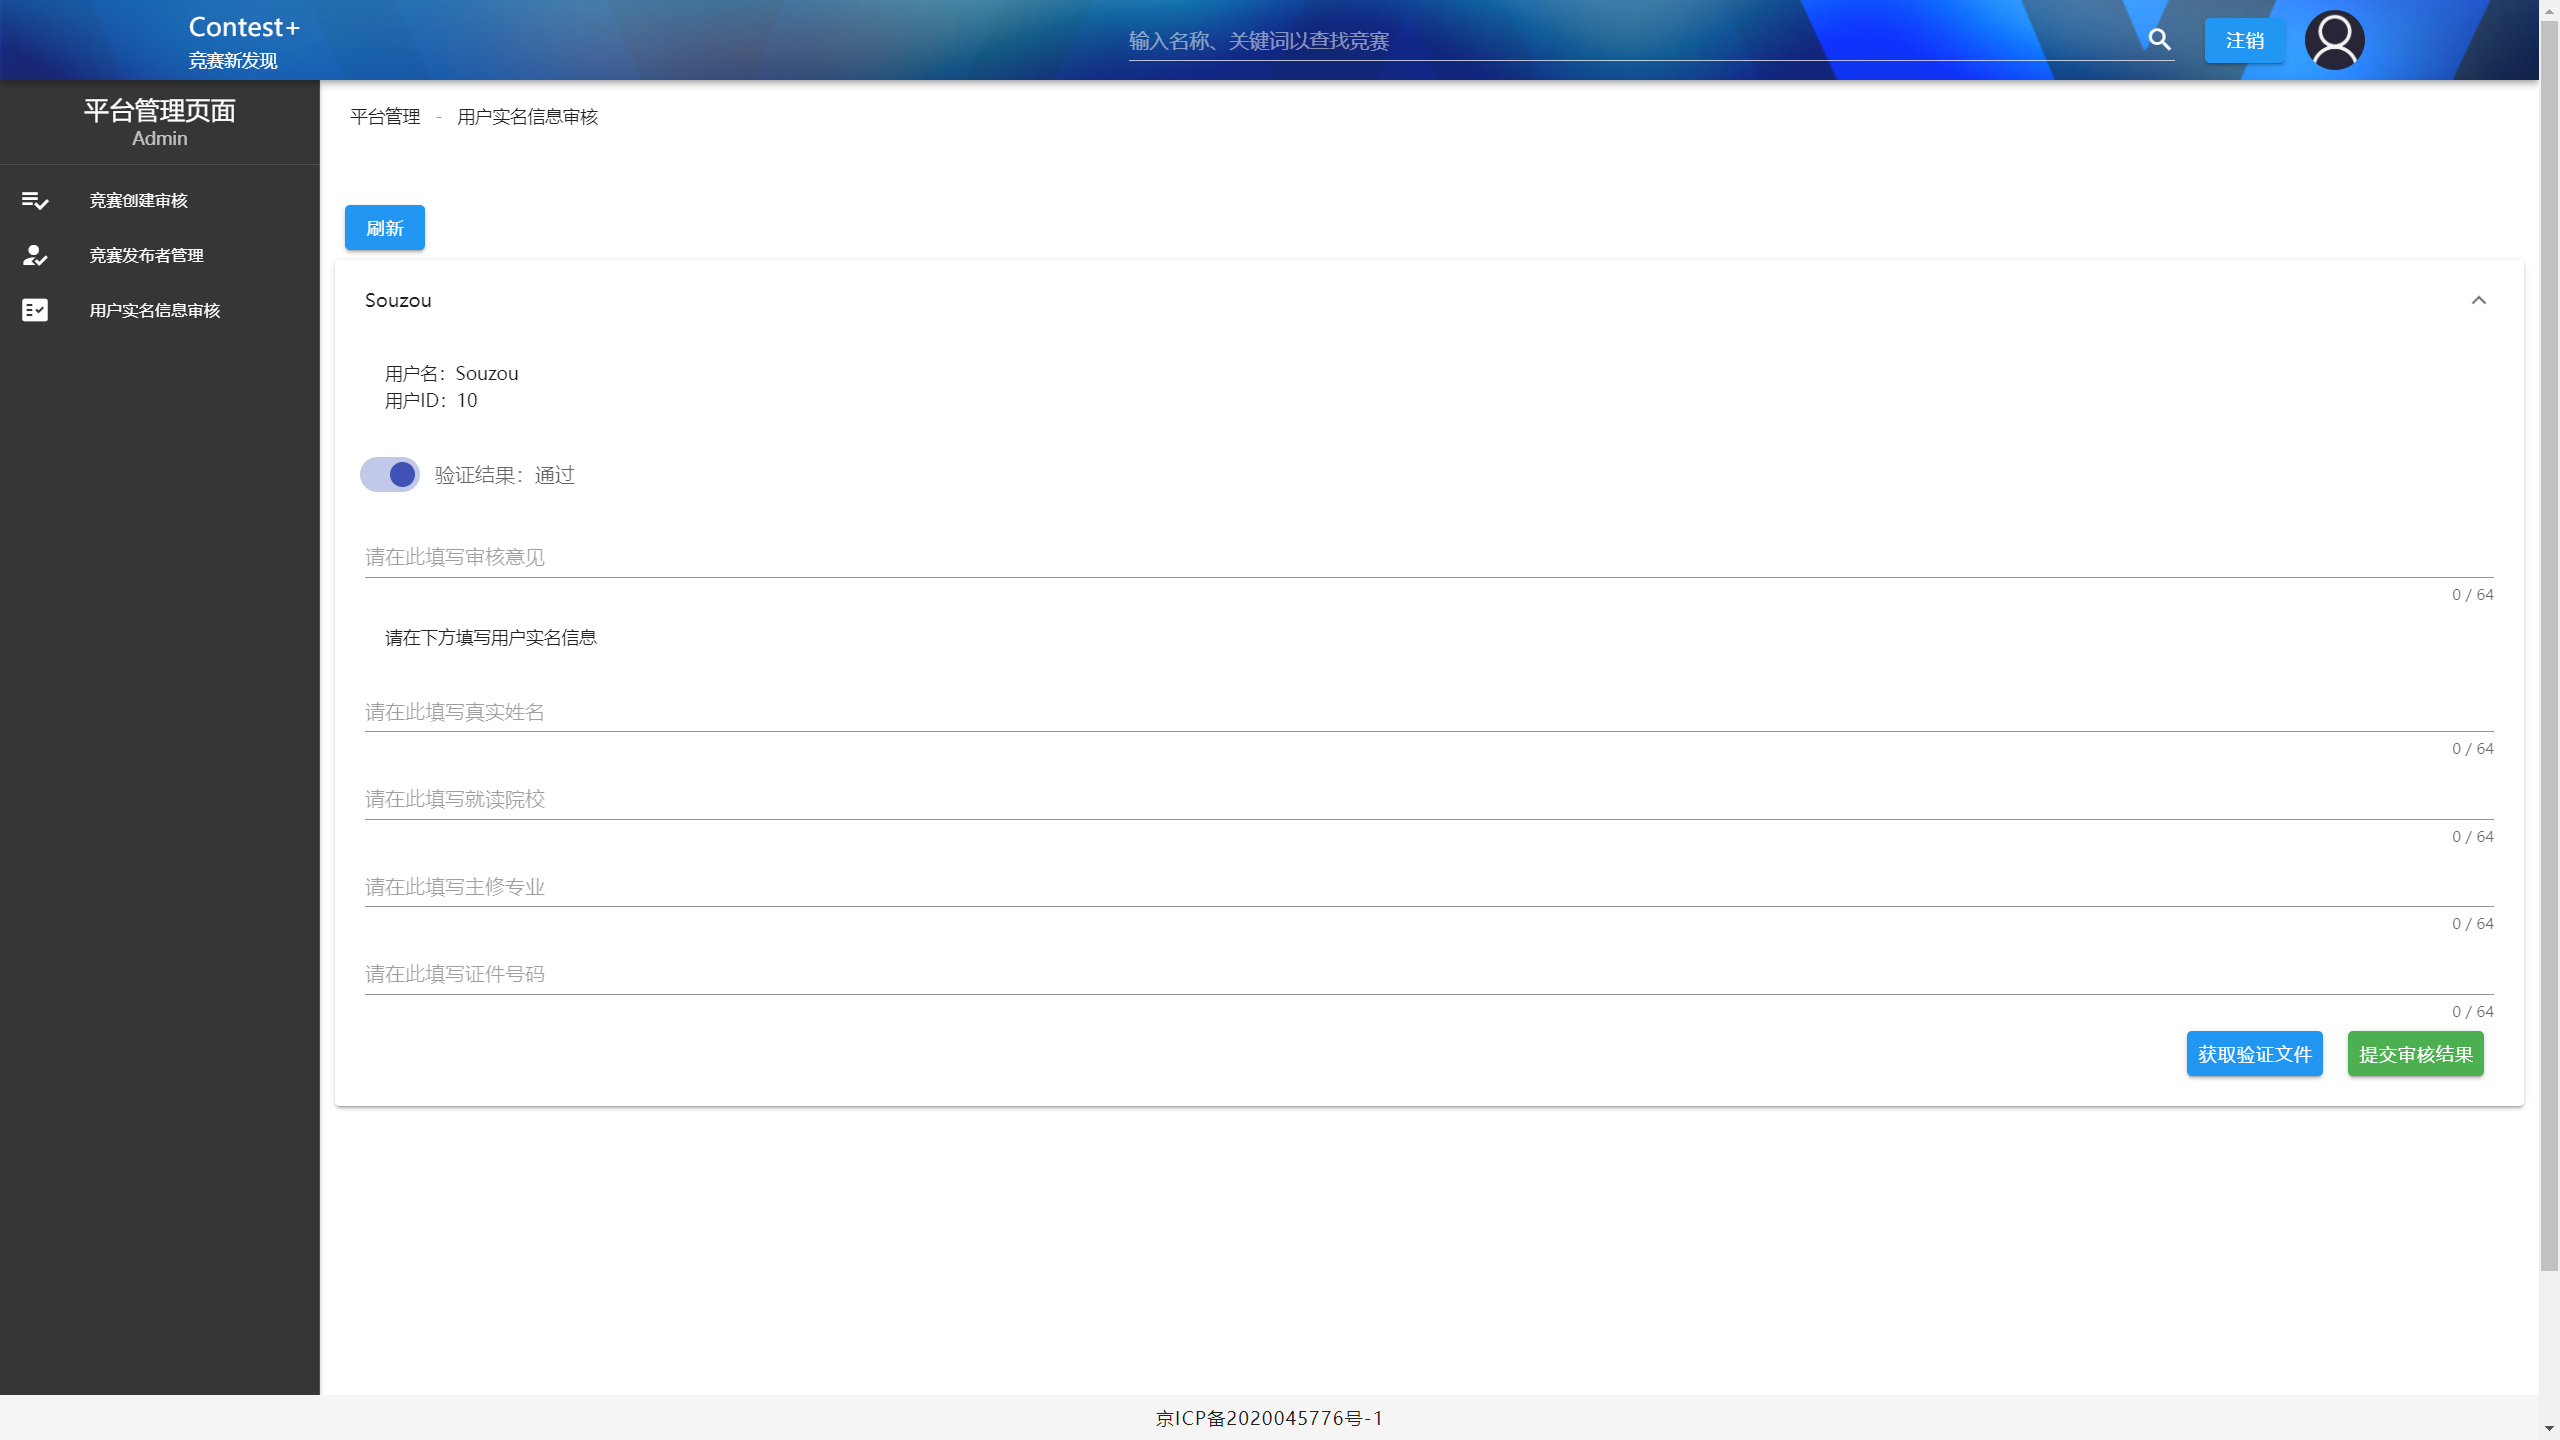 Contest+
竞赛新发现
输入名称、关键词以查找竞赛
注销
平台管理页面
Admin
竞赛创建审核
竞赛发布者管理
用户实名信息审核
平台管理 - 用户实名信息审核
刷新
Souzou
用户名：Souzou
用户ID：10
验证结果：通过
请在此填写审核意见
0 / 64
请在下方填写用户实名信息
请在此填写真实姓名
0 / 64
请在此填写就读院校
0 / 64
请在此填写主修专业
0 / 64
请在此填写证件号码
0 / 64
获取验证文件
提交审核结果
京ICP备2020045776号-1